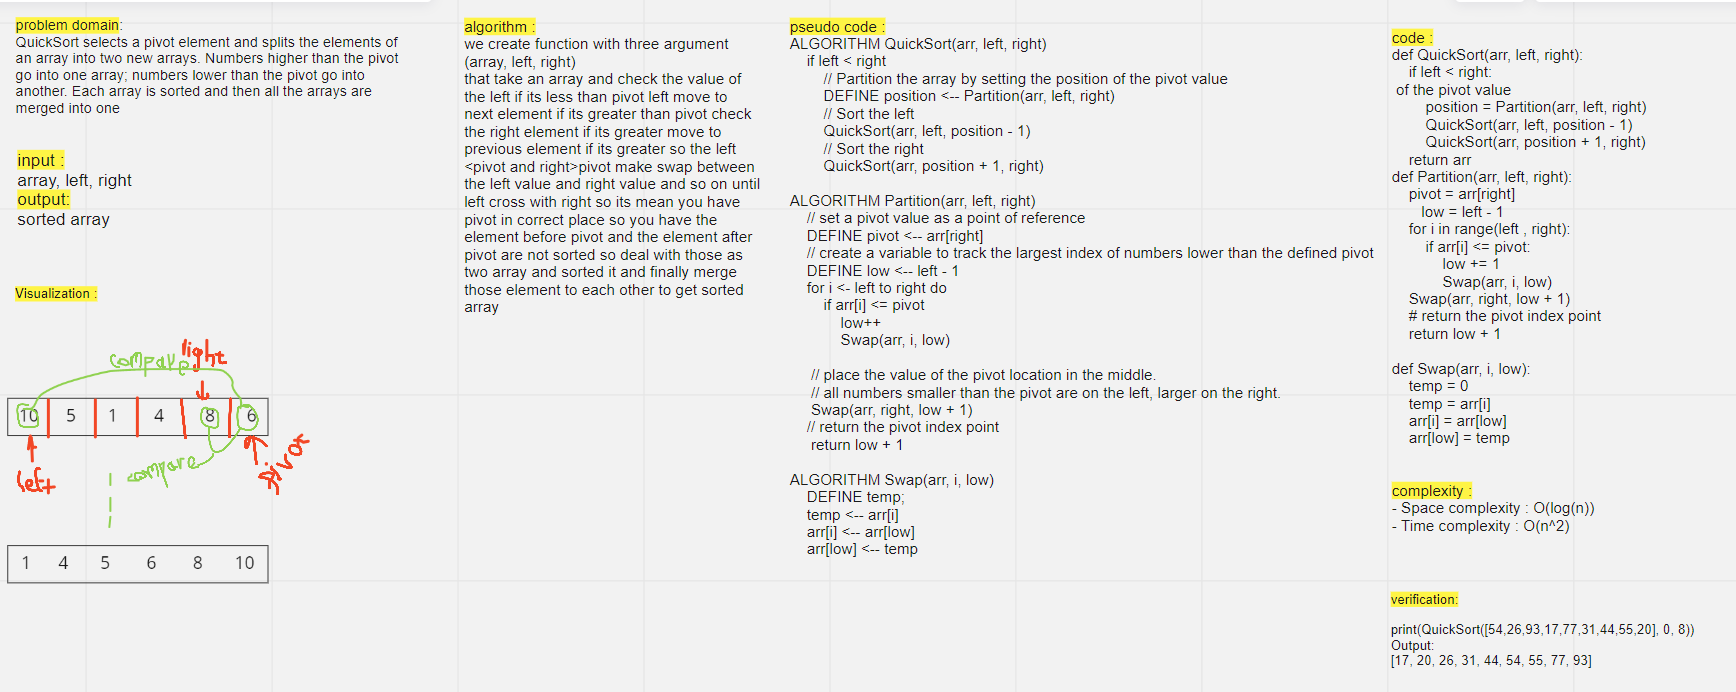 problem domain:
QuickSort selects a pivot element and splits the elements of
an array into two new arrays. Numbers higher than the pivot
go into one array; numbers lower than the pivot go into
another. Each array is sorted and then all the arrays are
merged into one
input :
array, left, right
output:
sorted array
Visualization :
compare
light
10 5 1 4 8 6
left
compare
pivot
1 4 5 6 8 10
algorithm :
we create function with three argument
(array, left, right)
that take an array and check the value of
the left if its less than pivot left move to
next element if its greater than pivot check
the right element if its greater move to
previous element if its greater so the left
<pivot and right>pivot make swap between
the left value and right value and so on until
left cross with right so its mean you have
pivot in correct place so you have the
element before pivot and the element after
pivot are not sorted so deal with those as
two array and sorted it and finally merge
those element to each other to get sorted
array
pseudo code :
ALGORITHM QuickSort(arr, left, right)
if left < right
// Partition the array by setting the position of the pivot value
DEFINE position <-- Partition(arr, left, right)
// Sort the left
QuickSort(arr, left, position - 1)
// Sort the right
QuickSort(arr, position + 1, right)
ALGORITHM Partition(arr, left, right)
// set a pivot value as a point of reference
DEFINE pivot <-- arr[right]
// create a variable to track the largest index of numbers lower than the defined pivot
DEFINE low <-- left - 1
for i <- left to right do
if arr[i] <= pivot
low++
Swap(arr, i, low)
// place the value of the pivot location in the middle.
// all numbers smaller than the pivot are on the left, larger on the right.
Swap(arr, right, low + 1)
// return the pivot index point
return low + 1
ALGORITHM Swap(arr, i, low)
DEFINE temp;
temp <-- arr[i]
arr[i] <-- arr[low]
arr[low] <-- temp
code :
def QuickSort(arr, left, right):
if left < right:
of the pivot value
position = Partition(arr, left, right)
QuickSort(arr, left, position - 1)
QuickSort(arr, position + 1, right)
return arr
def Partition(arr, left, right):
pivot = arr[right]
low = left - 1
for i in range(left , right):
if arr[i] <= pivot:
low += 1
Swap(arr, i, low)
Swap(arr, right, low + 1)
# return the pivot index point
return low + 1
def Swap(arr, i, low):
temp = 0
temp = arr[i]
arr[i] = arr[low]
arr[low] = temp
complexity :
- Space complexity : O(log(n))
- Time complexity : O(n^2)
verification:
print(QuickSort([54,26,93,17,77,31,44,55,20], 0, 8))
Output:
[17, 20, 26, 31, 44, 54, 55, 77, 93]